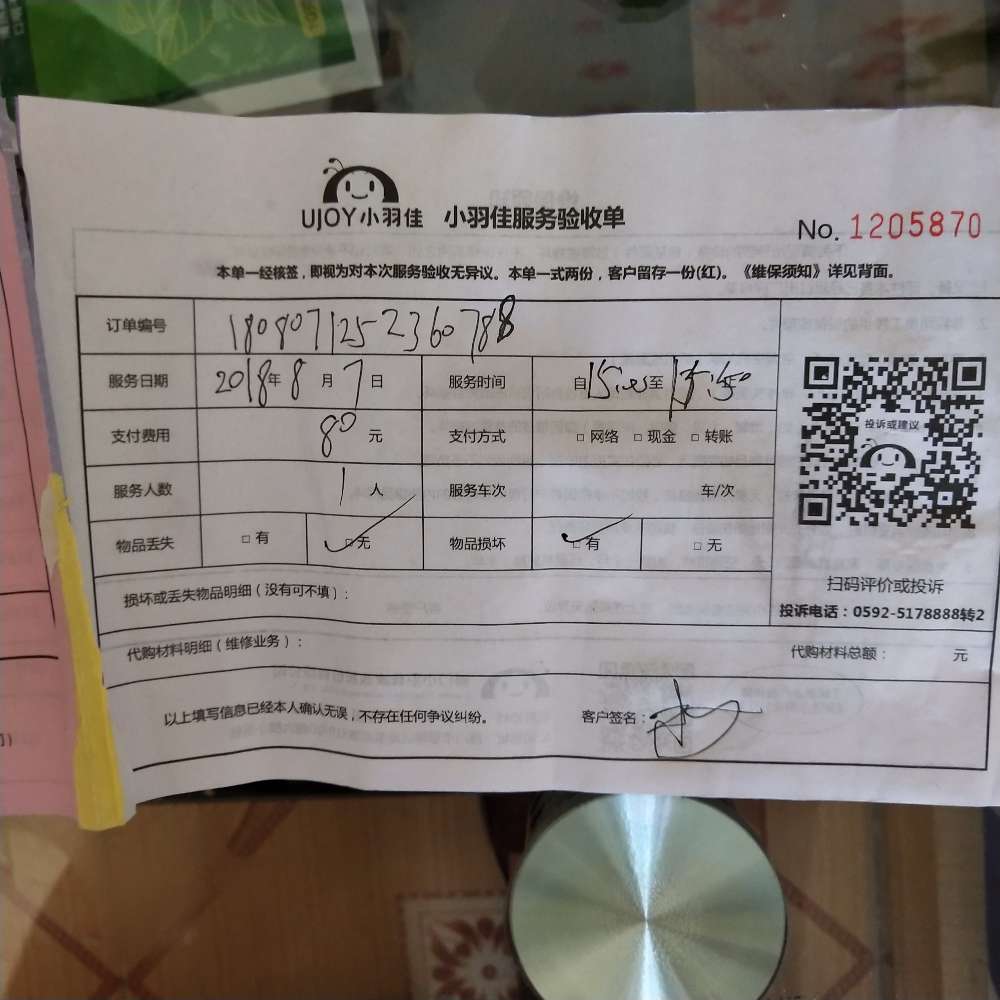 UJOY小羽佳 小羽佳服务验收单
No. 1205870
本单一经核签，即视为对本次服务验收无异议。本单一式两份，客户留存一份(红)。《维保须知》详见背面。
订单编号 1808071252360788
服务日期 2018年8月7日 服务时间 自15:00至15:50
支付费用 80元 支付方式 □网络 □现金 □转账
服务人数 1人 服务车次 车/次
物品丢失 □有 □无 物品损坏 □有 □无
投诉或建议
扫码评价或投诉
投诉电话：0592-5178888转2
损坏或丢失物品明细（没有可不填）：
代购材料明细（维修业务）： 代购材料总额： 元
以上填写信息已经本人确认无误，不存在任何争议纠纷。 客户签名：